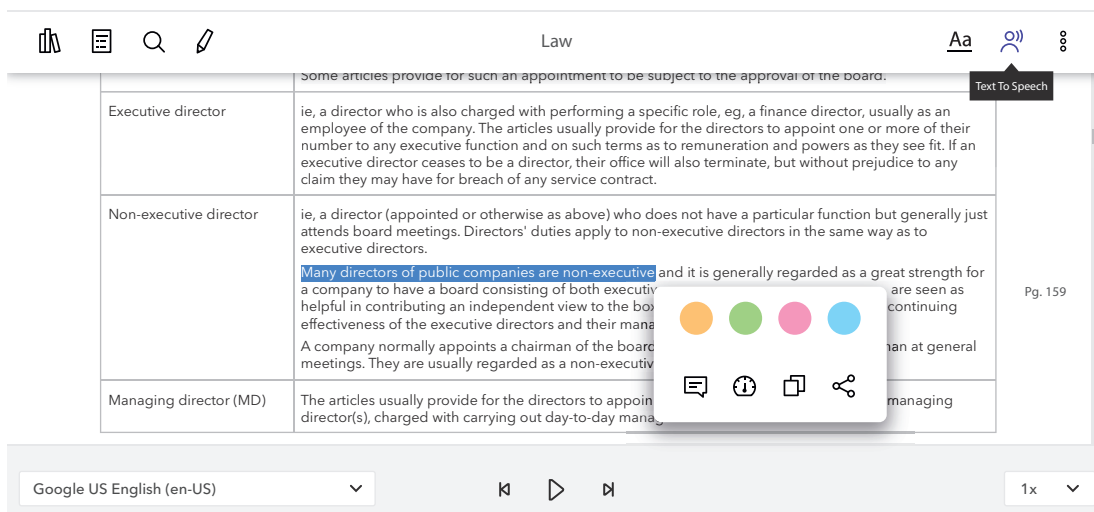 Law
Aa
Text To Speech
Some articles provide for such an appointment to be subject to the approval of the board.
Executive director
ie, a director who is also charged with performing a specific role, eg, a finance director, usually as an
employee of the company. The articles usually provide for the directors to appoint one or more of their
number to any executive function and on such terms as to remuneration and powers as they see fit. If an
executive director ceases to be a director, their office will also terminate, but without prejudice to any
claim they may have for breach of any service contract.
Non-executive director
ie, a director (appointed or otherwise as above) who does not have a particular function but generally just
attends board meetings. Directors' duties apply to non-executive directors in the same way as to
executive directors.
Many directors of public companies are non-executive and it is generally regarded as a great strength for
a company to have a board consisting of both are seen as
helpful in contributing an independent view to the continuing
effectiveness of the executive directors and their
A company normally appoints a chairman of the board at general
meetings. They are usually regarded as a
Pg. 159
Managing director (MD)
The articles usually provide for the directors to managing
director(s), charged with carrying out day-to-day
Google US English (en-US)
1x